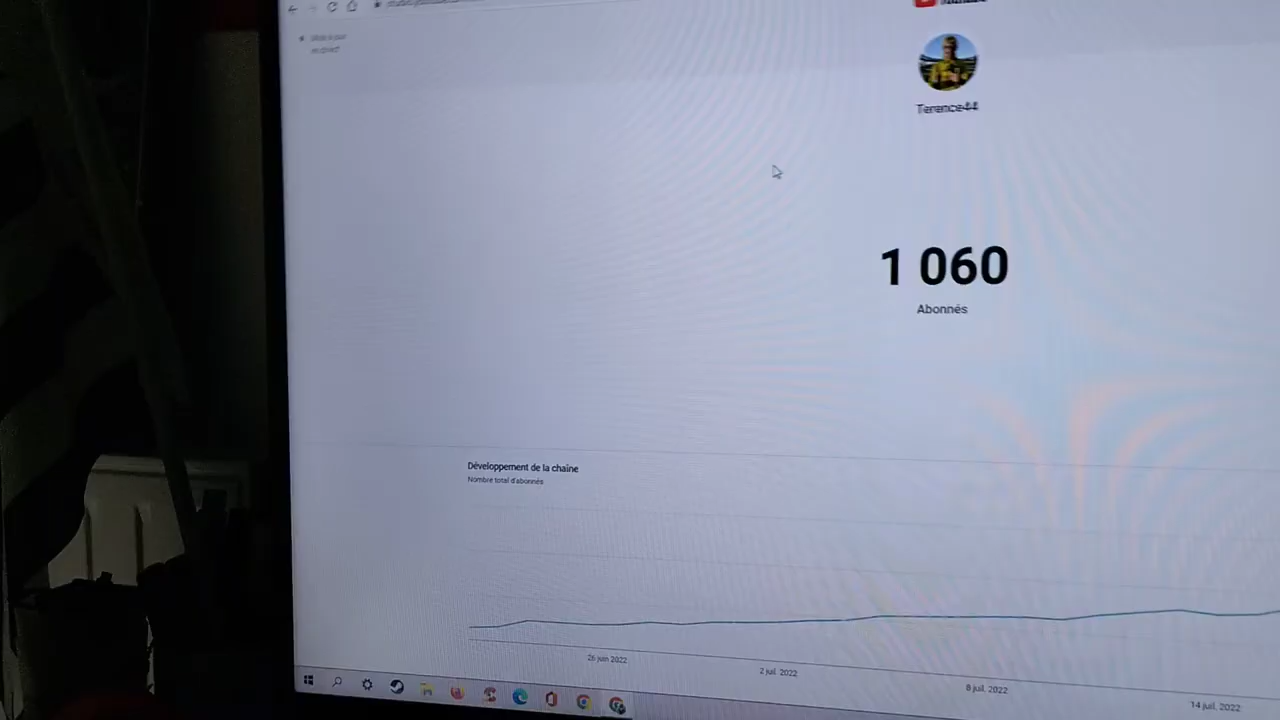 Terence44
1 060
Abonnés
Développement de la chaîne
Nombre total d'abonnés
26 juin 2022
2 juil. 2022
8 juil. 2022
14 juil. 2022